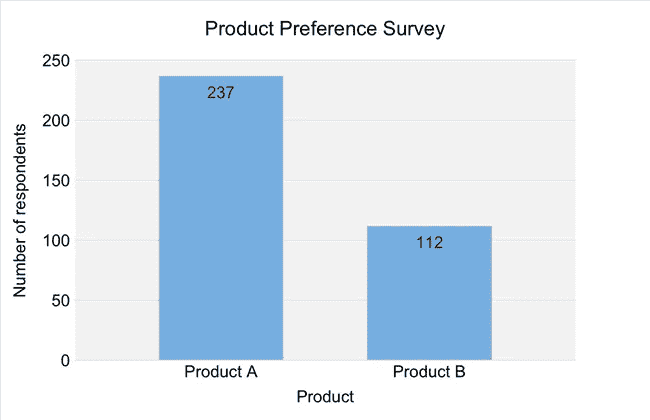 Product Preference Survey
Number of respondents
250
200
150
100
50
0
237
112
Product A
Product B
Product